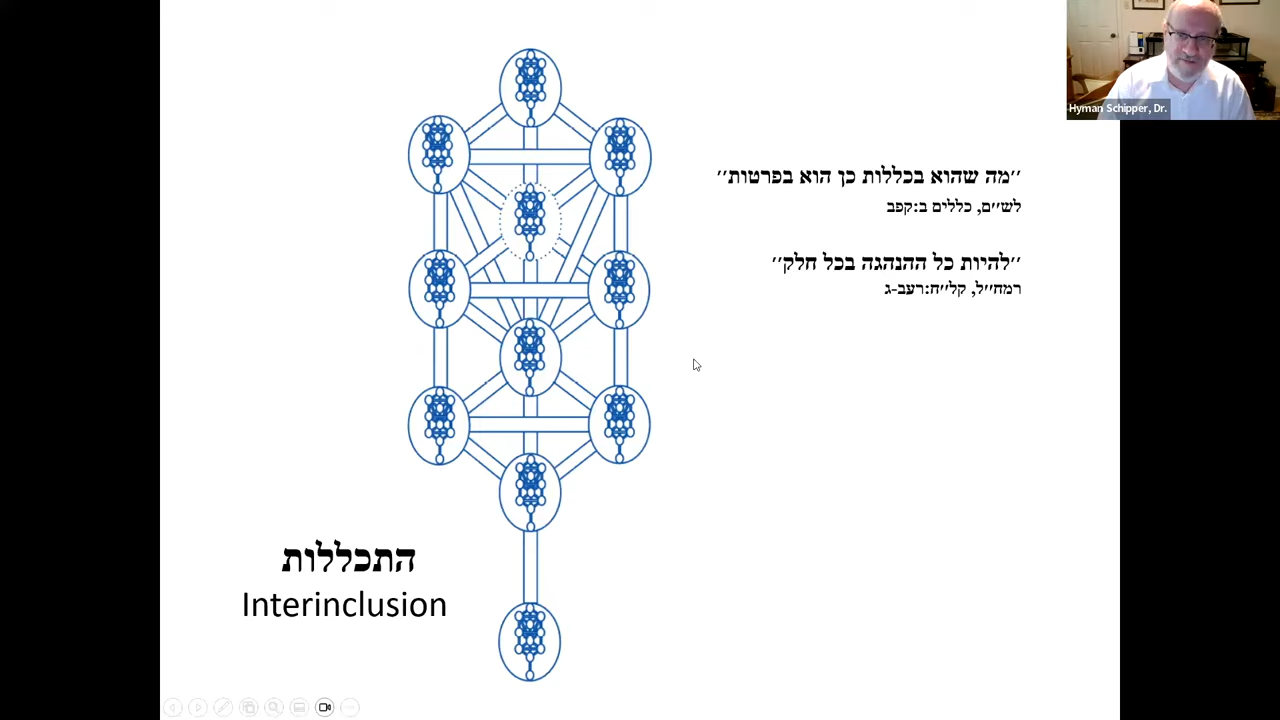 Hyman Schipper, Dr.
״מה שהוא בכללות כן הוא בפרטות״
לש״ם, כללים ב:קפב
״להיות כל ההנהגה בכל חלק״
רמח״ל, קל״ח:רעב-ג
התכללות
Interinclusion